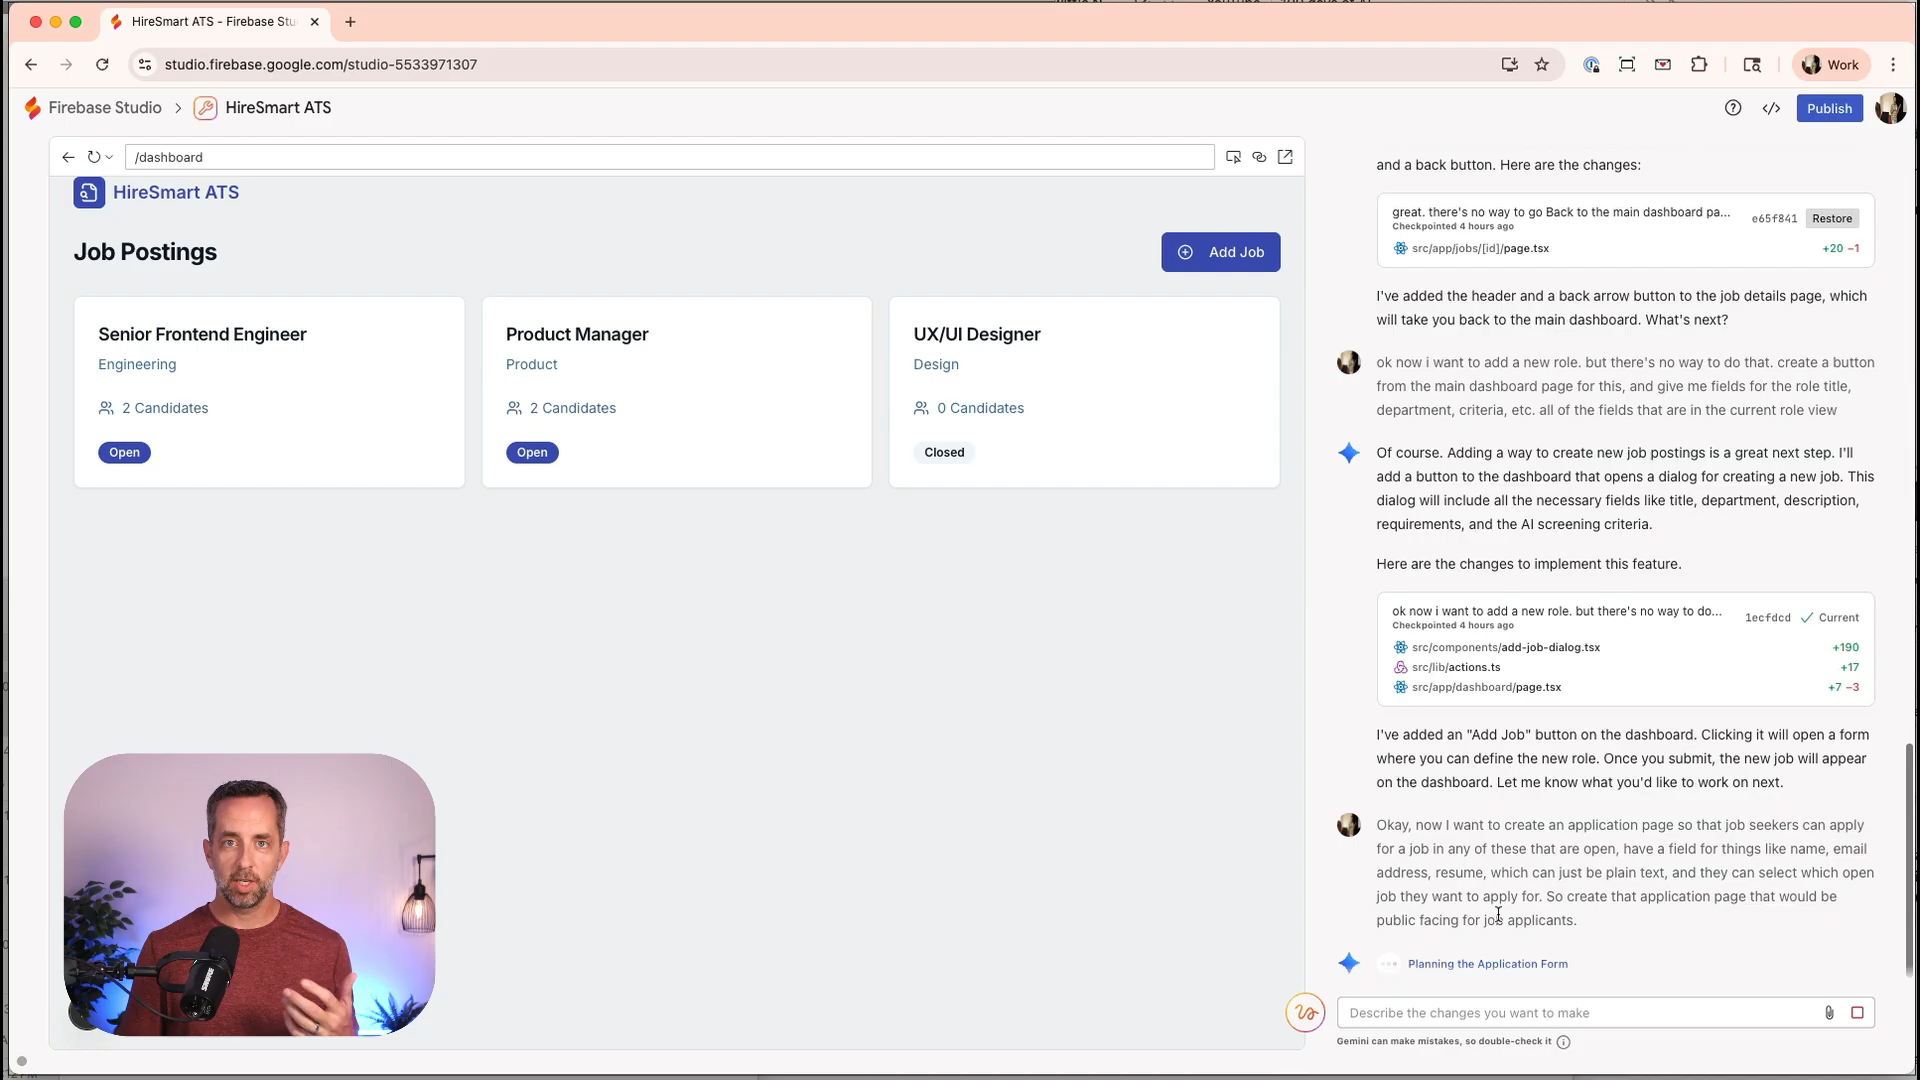 HireSmart ATS - Firebase Stu
studio.firebase.google.com/studio-5533971307
Work
Firebase Studio
HireSmart ATS
Publish
/dashboard
HireSmart ATS
Job Postings
Add Job
Senior Frontend Engineer
Engineering
2 Candidates
Open
Product Manager
Product
2 Candidates
Open
UX/UI Designer
Design
0 Candidates
Closed
and a back button. Here are the changes:
great. there's no way to go Back to the main dashboard pa...
e65f841
Restore
Checkpointed 4 hours ago
src/app/jobs/[id]/page.tsx
+20 −1
I've added the header and a back arrow button to the job details page, which
will take you back to the main dashboard. What's next?
ok now i want to add a new role. but there's no way to do that. create a button
from the main dashboard page for this, and give me fields for the role title,
department, criteria, etc. all of the fields that are in the current role view
Of course. Adding a way to create new job postings is a great next step. I'll
add a button to the dashboard that opens a dialog for creating a new job. This
dialog will include all the necessary fields like title, department, description,
requirements, and the AI screening criteria.
Here are the changes to implement this feature.
ok now i want to add a new role. but there's no way to do...
1ecfdcd
Current
Checkpointed 4 hours ago
src/components/add-job-dialog.tsx
+190
src/lib/actions.ts
+17
src/app/dashboard/page.tsx
+7 −3
I've added an "Add Job" button on the dashboard. Clicking it will open a form
where you can define the new role. Once you submit, the new job will appear
on the dashboard. Let me know what you'd like to work on next.
Okay, now I want to create an application page so that job seekers can apply
for a job in any of these that are open, have a field for things like name, email
address, resume, which can just be plain text, and they can select which open
job they want to apply for. So create that application page that would be
public facing for job applicants.
Planning the Application Form
Describe the changes you want to make
Gemini can make mistakes, so double-check it
SHURE